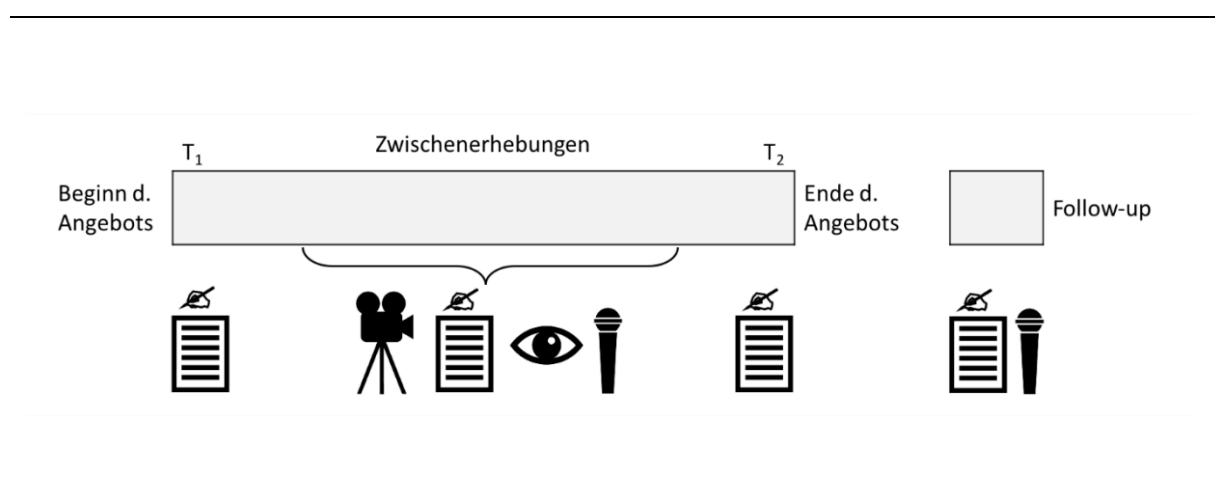 T₁
Zwischenerhebungen
T₂
Beginn d.
Angebots
Ende d.
Angebots
Follow-up